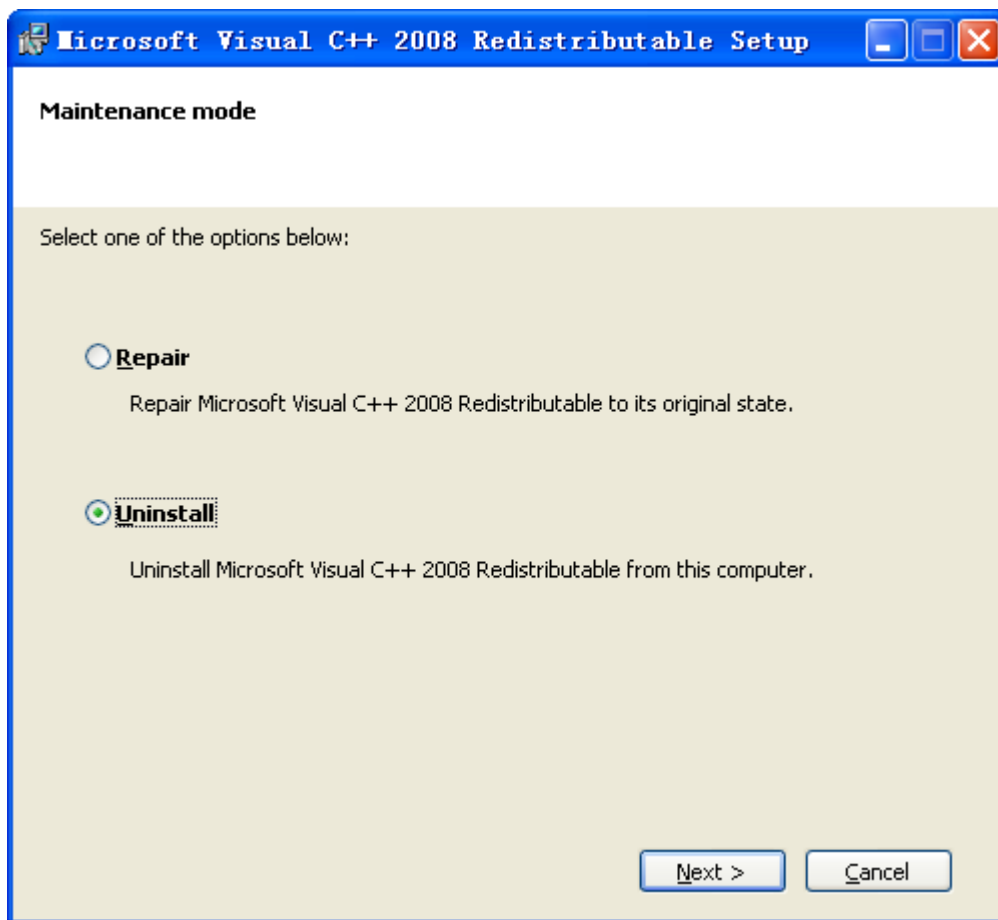 Microsoft Visual C++ 2008 Redistributable Setup
Maintenance mode
Select one of the options below:
Repair
Repair Microsoft Visual C++ 2008 Redistributable to its original state.
Uninstall
Uninstall Microsoft Visual C++ 2008 Redistributable from this computer.
Next >
Cancel